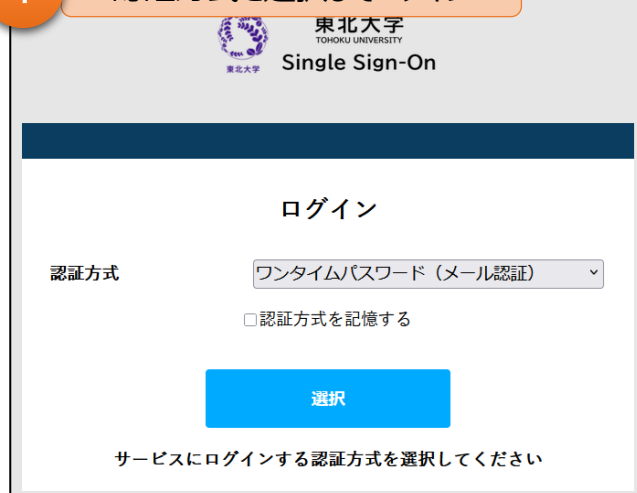 東北大学
TOHOKU UNIVERSITY
東北大学
Single Sign-On
ログイン
認証方式
ワンタイムパスワード（メール認証）
認証方式を記憶する
選択
サービスにログインする認証方式を選択してください